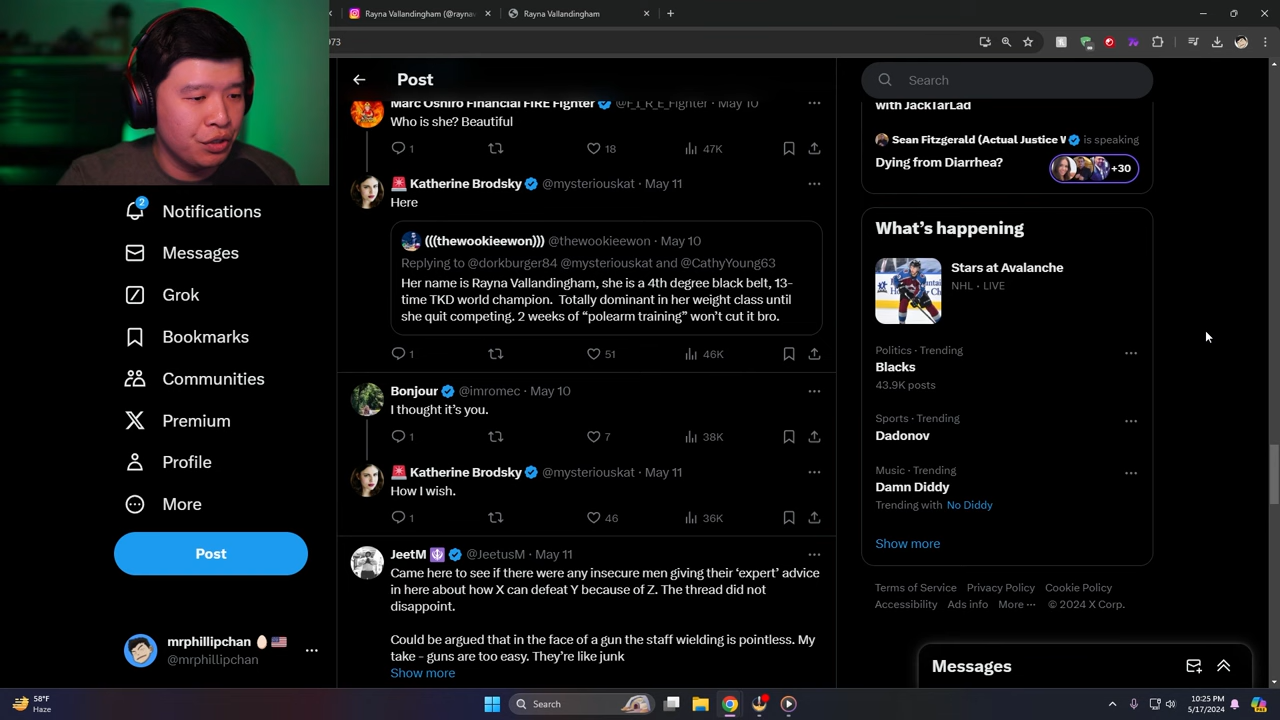 Rayna Vallandingham (@rayna
Rayna Vallandingham
973
Post
Search
Marc Oshiro Financial FIRE Fighter @F_I_R_E_Fighter · May 10
Who is she? Beautiful
1 18 47K
🚨 Katherine Brodsky @mysteriouskat · May 11
Here
(((thewookieewon))) @thewookieewon · May 10
Replying to @dorkburger84 @mysteriouskat and @CathyYoung63
Her name is Rayna Vallandingham, she is a 4th degree black belt, 13-
time TKD world champion. Totally dominant in her weight class until
she quit competing. 2 weeks of “polearm training” won’t cut it bro.
1 51 46K
Bonjour @imromec · May 10
I thought it’s you.
1 7 38K
🚨 Katherine Brodsky @mysteriouskat · May 11
How I wish.
1 46 36K
JeetM @JeetusM · May 11
Came here to see if there were any insecure men giving their ‘expert’ advice
in here about how X can defeat Y because of Z. The thread did not
disappoint.
Could be argued that in the face of a gun the staff wielding is pointless. My
take – guns are too easy. They’re like junk
Show more
2
Notifications
Messages
Grok
Bookmarks
Communities
Premium
Profile
More
Post
mrphillipchan 🥚 🇺🇸
@mrphillipchan
with JackTarLad
Sean Fitzgerald (Actual Justice W is speaking
Dying from Diarrhea?
+30
What’s happening
Stars at Avalanche
NHL · LIVE
Politics · Trending
Blacks
43.9K posts
Sports · Trending
Dadonov
Music · Trending
Damn Diddy
Trending with No Diddy
Show more
Terms of Service Privacy Policy Cookie Policy
Accessibility Ads info More ··· © 2024 X Corp.
Messages
58°F
Haze
Search
10:25 PM
5/17/2024